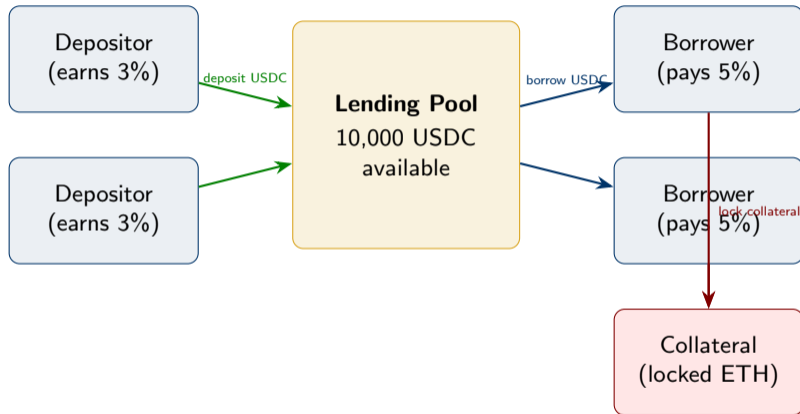 Depositor
(earns 3%)
deposit USDC
Lending Pool
10,000 USDC
available
borrow USDC
Borrower
(pays 5%)
Depositor
(earns 3%)
Borrower
(pays 5%)
lock collateral
Collateral
(locked ETH)